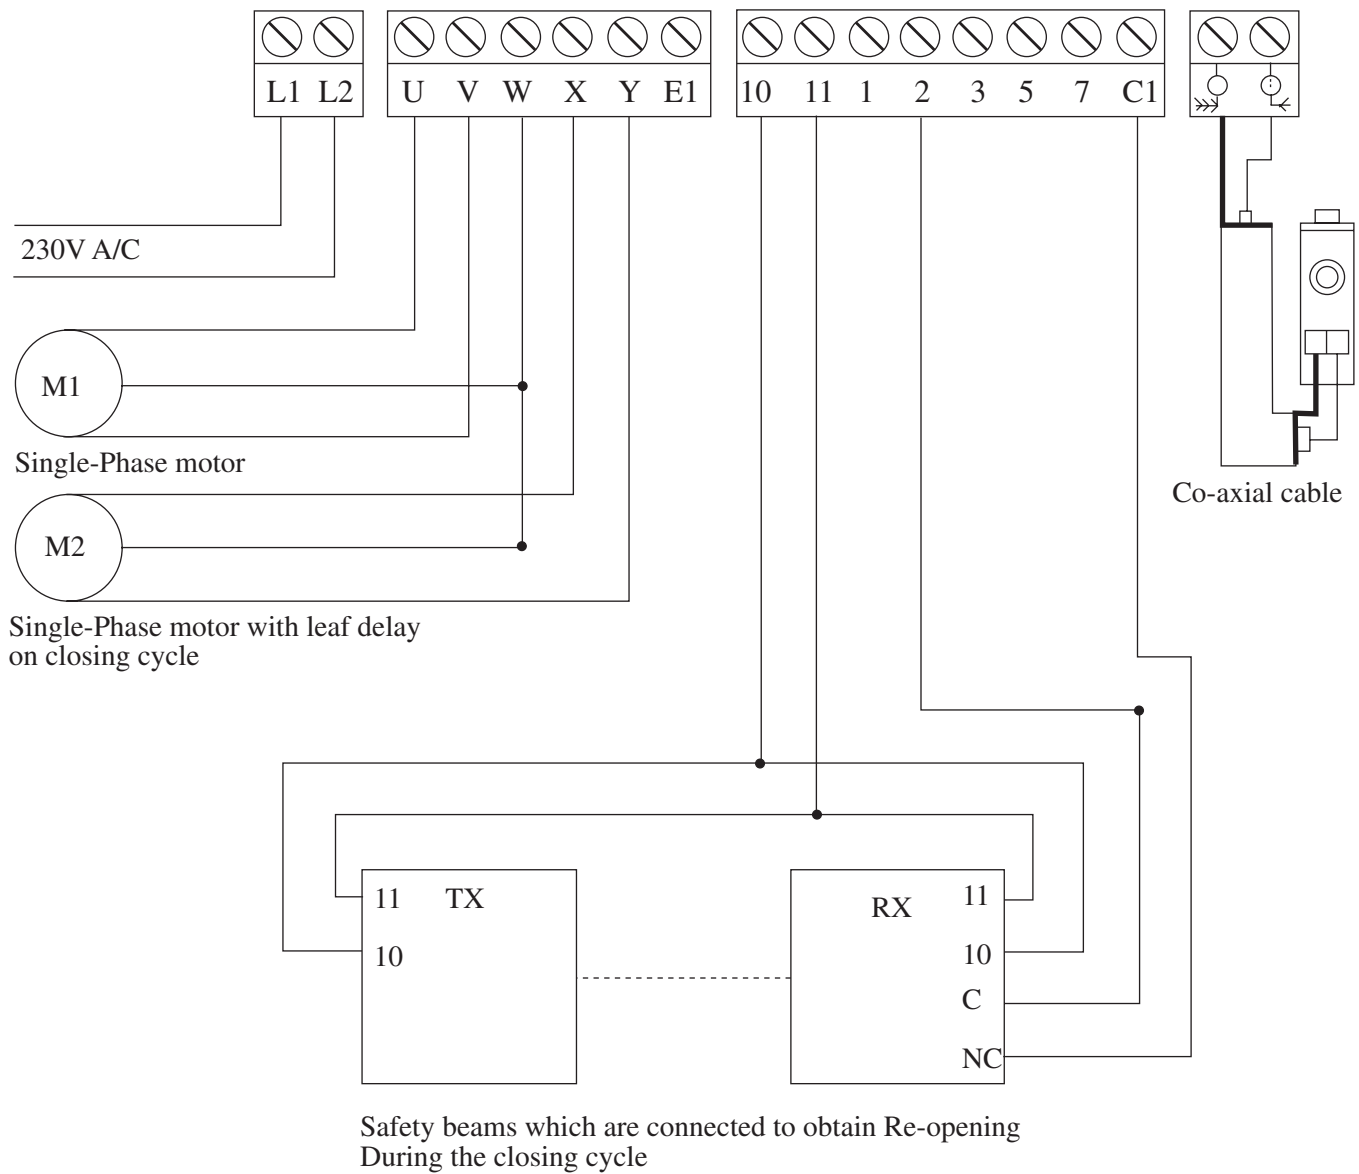 L1 L2 U V W X Y E1 10 11 1 2 3 5 7 C1
230V A/C
M1
Single-Phase motor
Co-axial cable
M2
Single-Phase motor with leaf delay
on closing cycle
11 TX
10
RX 11
10
C
NC
Safety beams which are connected to obtain Re-opening
During the closing cycle